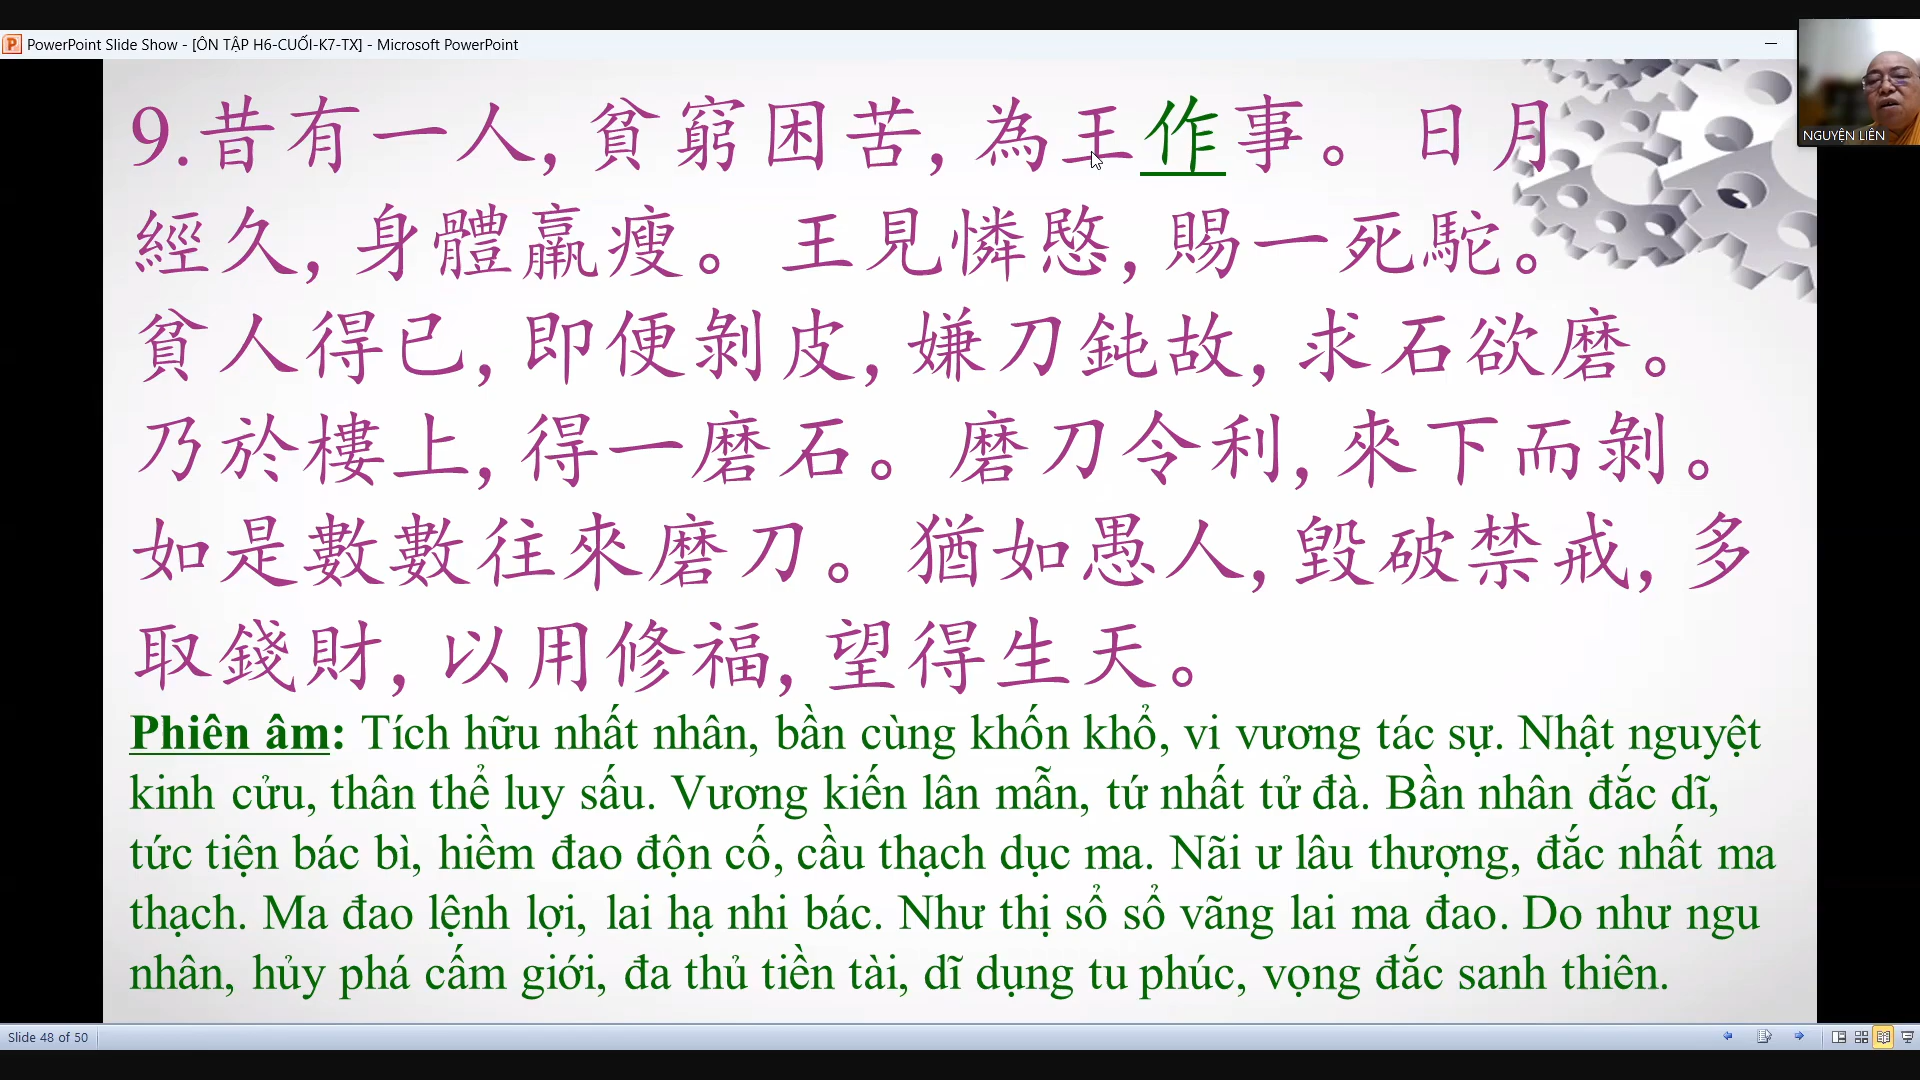 PowerPoint Slide Show - [ÔN TẬP H6-CUỐI-K7-TX] - Microsoft PowerPoint
NGUYỆN LIÊN
9.昔有一人,貧窮困苦,為王作事。日月
經久,身體羸瘦。王見憐愍,賜一死駝。
貧人得已,即便剝皮,嫌刀鈍故,求石欲磨。
乃於樓上,得一磨石。磨刀令利,來下而剝。
如是數數往來磨刀。猶如愚人,毀破禁戒,多
取錢財,以用修福,望得生天。
Phiên âm: Tích hữu nhất nhân, bần cùng khốn khổ, vi vương tác sự. Nhật nguyệt
kinh cửu, thân thể luy sấu. Vương kiến lân mẫn, tứ nhất tử đà. Bần nhân đắc dĩ,
tức tiện bác bì, hiềm đao độn cố, cầu thạch dục ma. Nãi ư lâu thượng, đắc nhất ma
thạch. Ma đao lệnh lợi, lai hạ nhi bác. Như thị sổ sổ vãng lai ma đao. Do như ngu
nhân, hủy phá cấm giới, đa thủ tiền tài, dĩ dụng tu phúc, vọng đắc sanh thiên.
Slide 48 of 50